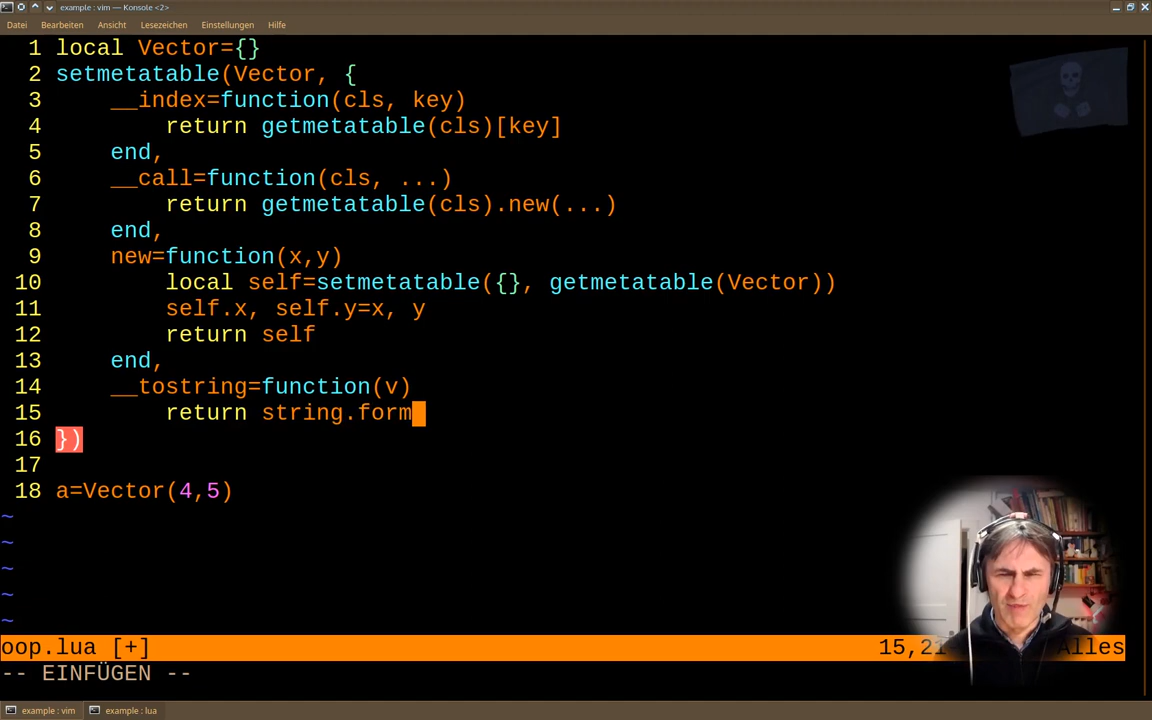 example : vim — Konsole <2>
Datei Bearbeiten Ansicht Lesezeichen Einstellungen Hilfe
1 local Vector={}
2 setmetatable(Vector, {
3     __index=function(cls, key)
4         return getmetatable(cls)[key]
5     end,
6     __call=function(cls, ...)
7         return getmetatable(cls).new(...)
8     end,
9     new=function(x,y)
10         local self=setmetatable({}, getmetatable(Vector))
11         self.x, self.y=x, y
12         return self
13     end,
14     __tostring=function(v)
15         return string.form
16 })
17
18 a=Vector(4,5)
~
~
~
~
~
oop.lua [+] 15,21 Alles
-- EINFÜGEN --
example : vim example : lua